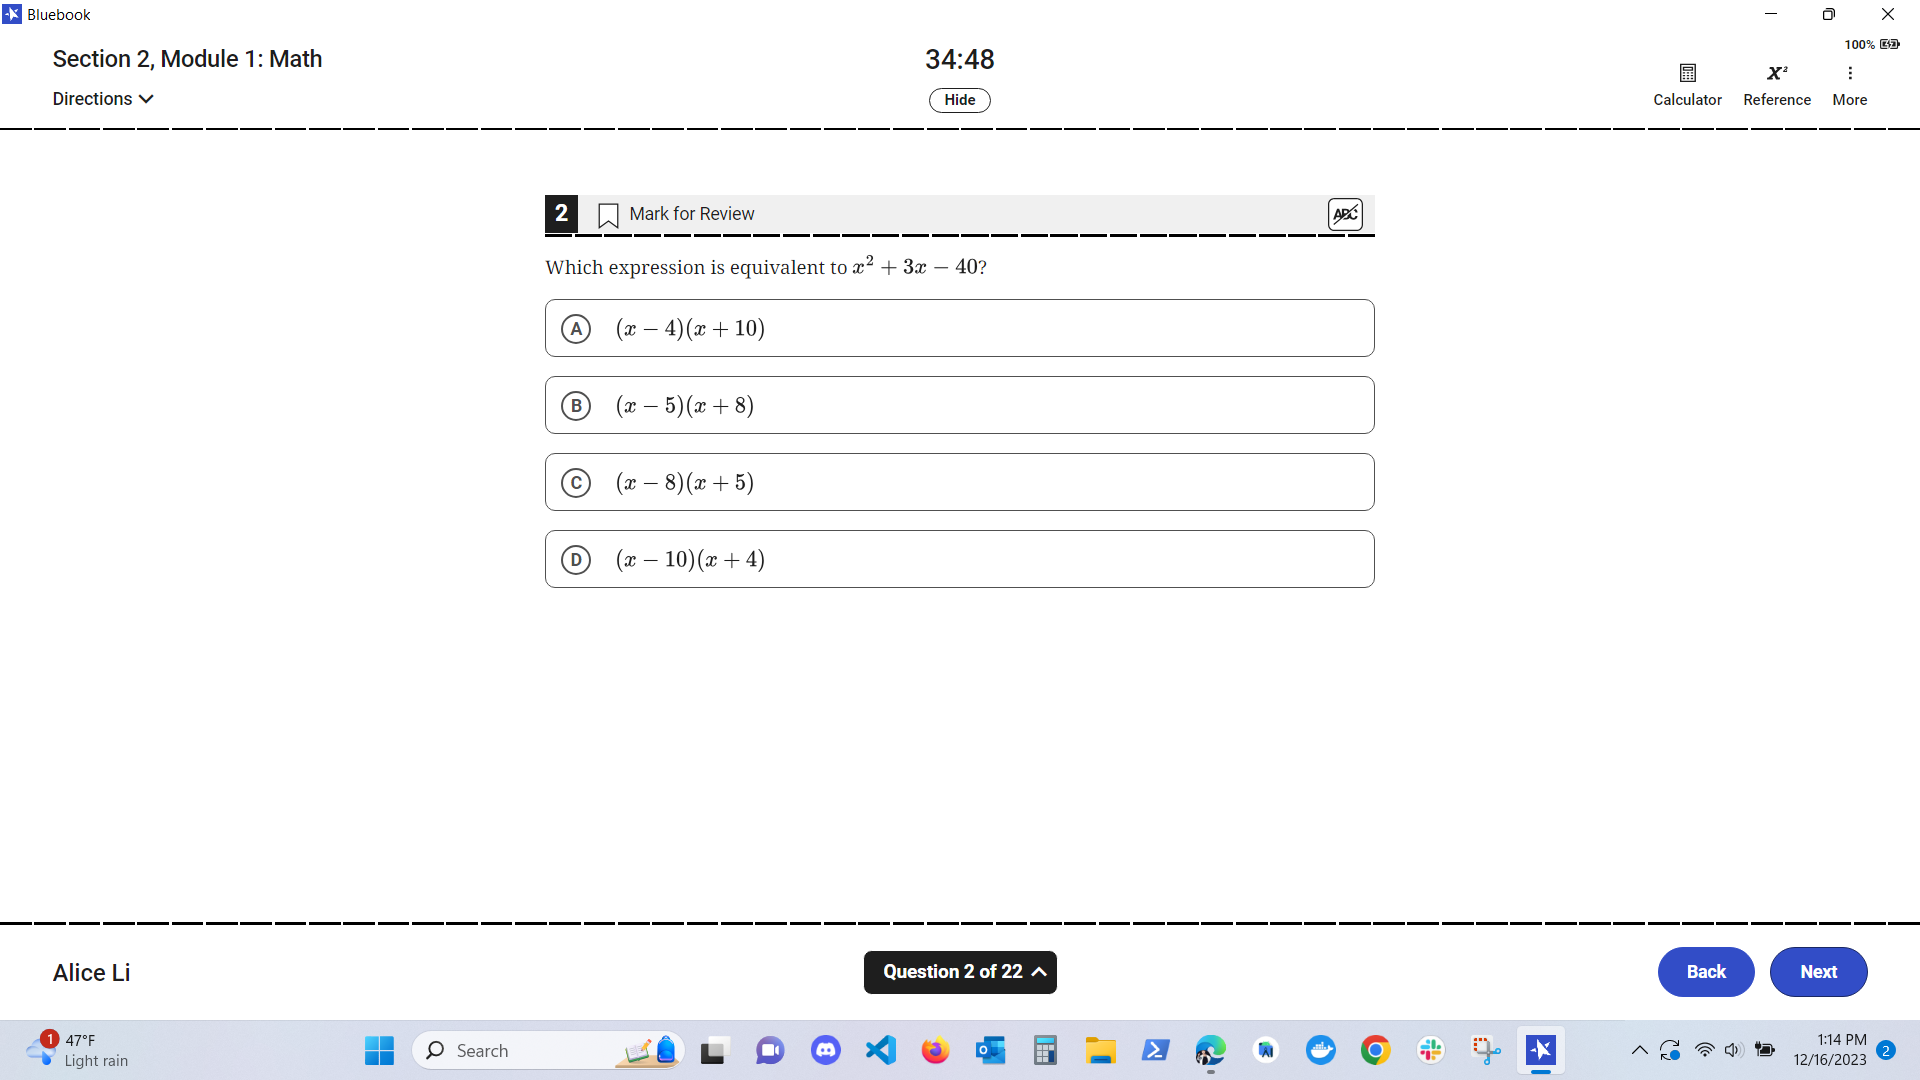 Bluebook
Section 2, Module 1: Math
34:48
100%
Directions
Hide
Calculator Reference More
2 Mark for Review ABC
Which expression is equivalent to x² + 3x − 40?
A (x − 4)(x + 10)
B (x − 5)(x + 8)
C (x − 8)(x + 5)
D (x − 10)(x + 4)
Alice Li
Question 2 of 22
Back
Next
1
47°F
Light rain
Search
1:14 PM
12/16/2023
2